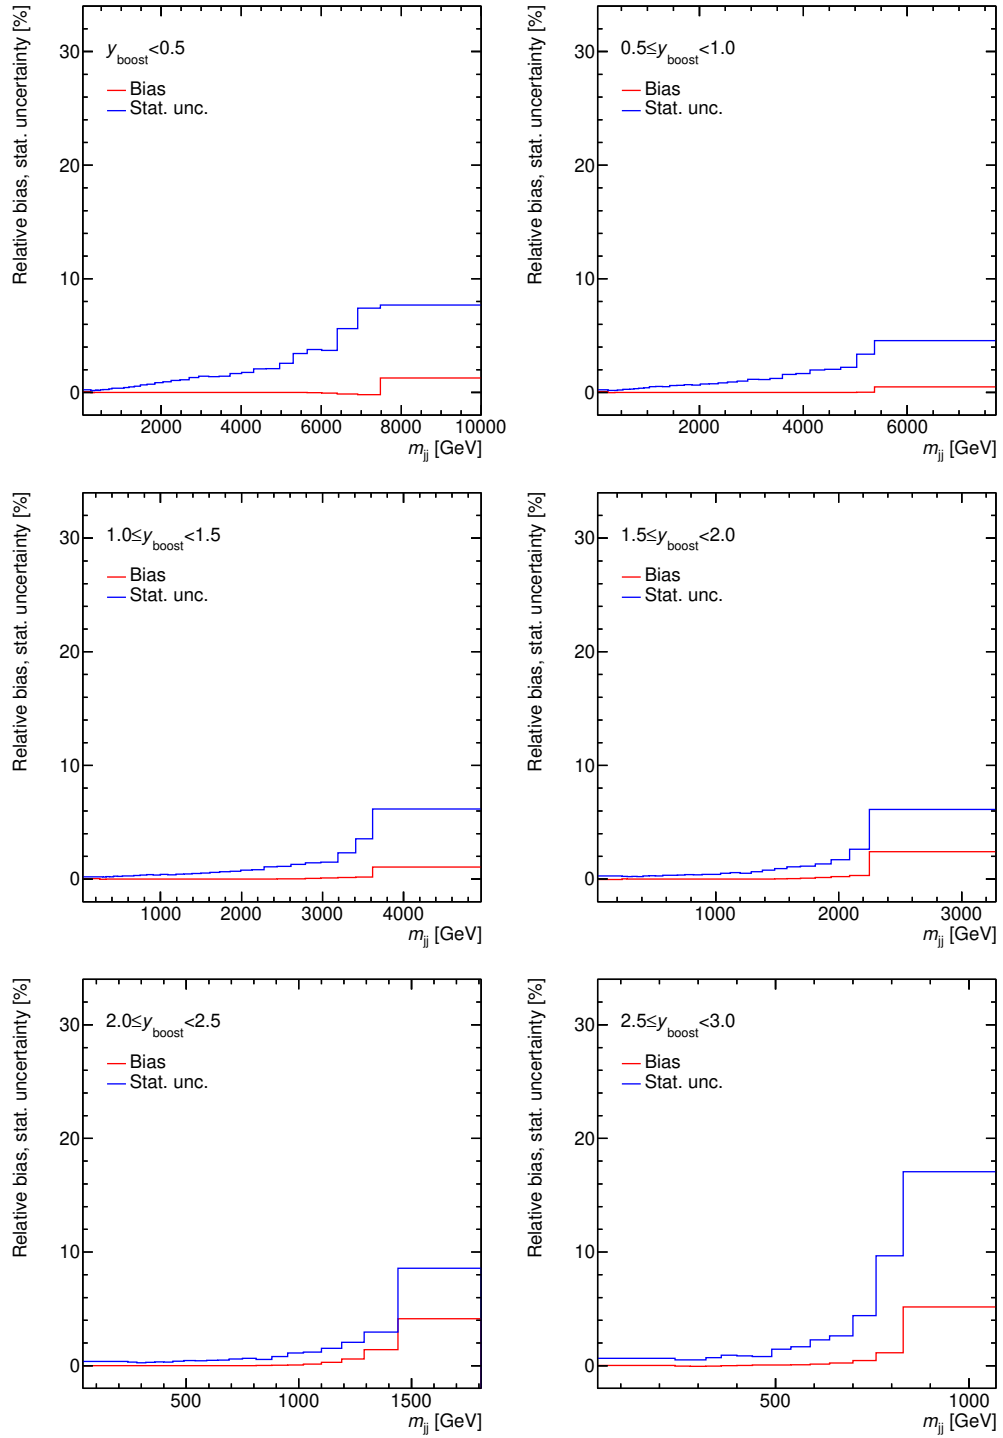 Relative bias, stat. uncertainty [%]
30
20
10
0
y_boost<0.5
Bias
Stat. unc.
2000 4000 6000 8000 10000
m_jj [GeV]
Relative bias, stat. uncertainty [%]
30
20
10
0
0.5≤y_boost<1.0
Bias
Stat. unc.
2000 4000 6000
m_jj [GeV]
Relative bias, stat. uncertainty [%]
30
20
10
0
1.0≤y_boost<1.5
Bias
Stat. unc.
1000 2000 3000 4000
m_jj [GeV]
Relative bias, stat. uncertainty [%]
30
20
10
0
1.5≤y_boost<2.0
Bias
Stat. unc.
1000 2000 3000
m_jj [GeV]
Relative bias, stat. uncertainty [%]
30
20
10
0
2.0≤y_boost<2.5
Bias
Stat. unc.
500 1000 1500
m_jj [GeV]
Relative bias, stat. uncertainty [%]
30
20
10
0
2.5≤y_boost<3.0
Bias
Stat. unc.
500 1000
m_jj [GeV]